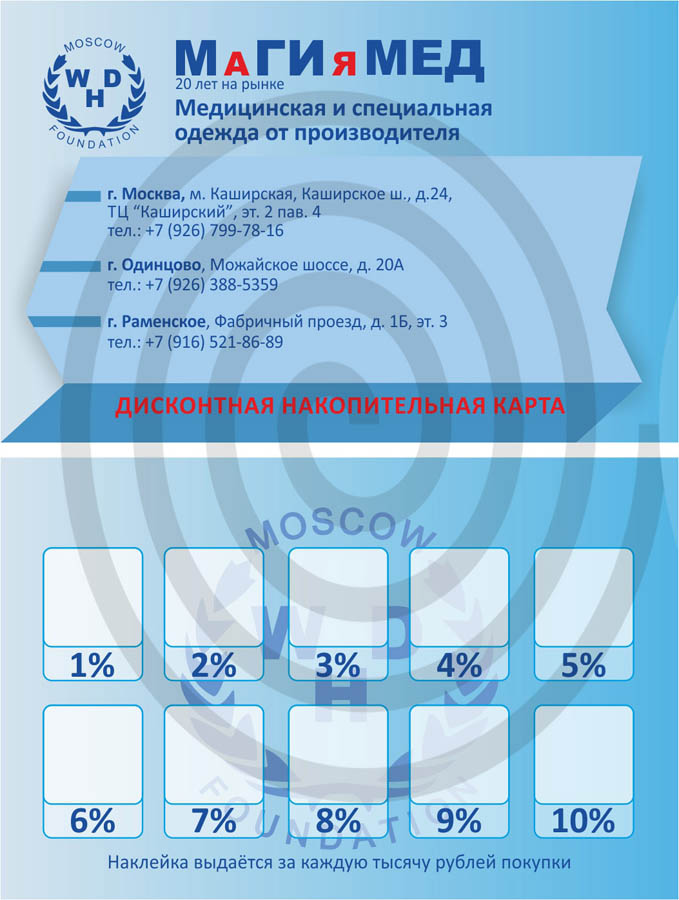 MOSCOW
W H D
FOUNDATION
МаГИяМЕД
20 лет на рынке
Медицинская и специальная
одежда от производителя
г. Москва, м. Каширская, Каширское ш., д.24,
ТЦ “Каширский”, эт. 2 пав. 4
тел.: +7 (926) 799-78-16
г. Одинцово, Можайское шоссе, д. 20А
тел.: +7 (926) 388-5359
г. Раменское, Фабричный проезд, д. 1Б, эт. 3
тел.: +7 (916) 521-86-89
ДИСКОНТНАЯ НАКОПИТЕЛЬНАЯ КАРТА
MOSCOW
W H D
1% 2% 3% 4% 5%
6% 7% 8% 9% 10%
FOUNDATION
Наклейка выдаётся за каждую тысячу рублей покупки